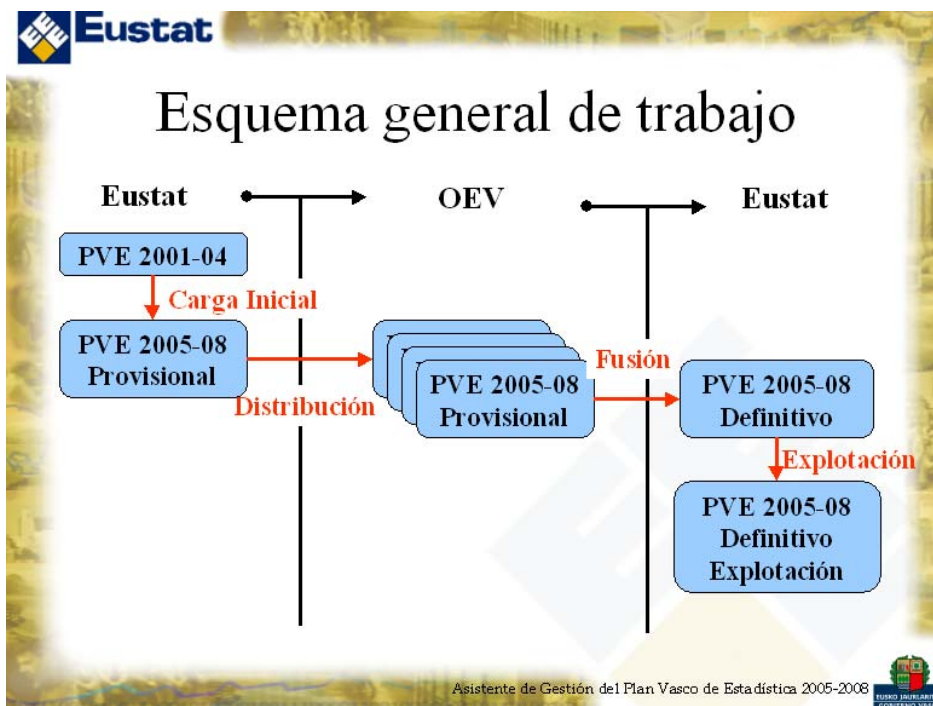 Eustat
Esquema general de trabajo
Eustat
OEV
Eustat
PVE 2001-04
Carga Inicial
PVE 2005-08
Provisional
Distribución
PVE 2005-08
Provisional
Fusión
PVE 2005-08
Definitivo
Explotación
PVE 2005-08
Definitivo
Explotación
Asistente de Gestión del Plan Vasco de Estadística 2005-2008